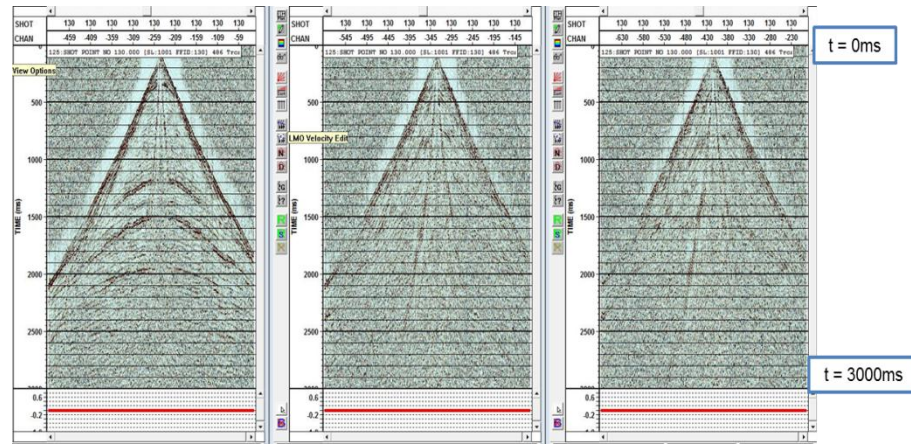 SHOT 130 130 130 130 130 130 130 130 130
CHAN -459 -409 -359 -309 -259 -209 -159 -109 -59
125:SHOT POINT NO 130.000 [SL:1001 FFID:130] 486 Trcs
View Options
500
1000
1500
2000
2500
TIME (ms)
0.6
-0.2
SHOT 130 130 130 130 130 130 130 130 130
CHAN -545 -495 -445 -395 -345 -295 -245 -195 -145
125:SHOT POINT NO 130.000 [SL:1001 FFID:130] 486 Trcs
LMO Velocity Edit
500
1000
1500
2000
2500
TIME (ms)
0.6
-0.2
N
D
R
S
B
SHOT 130 130 130 130 130 130 130 130 130
CHAN -630 -580 -530 -480 -430 -380 -330 -280 -230
125:SHOT POINT NO 130.000 [SL:1001 FFID:130] 486 Trcs
500
1000
1500
2000
2500
TIME (ms)
0.6
-0.2
N
D
R
S
B
t = 0ms
t = 3000ms